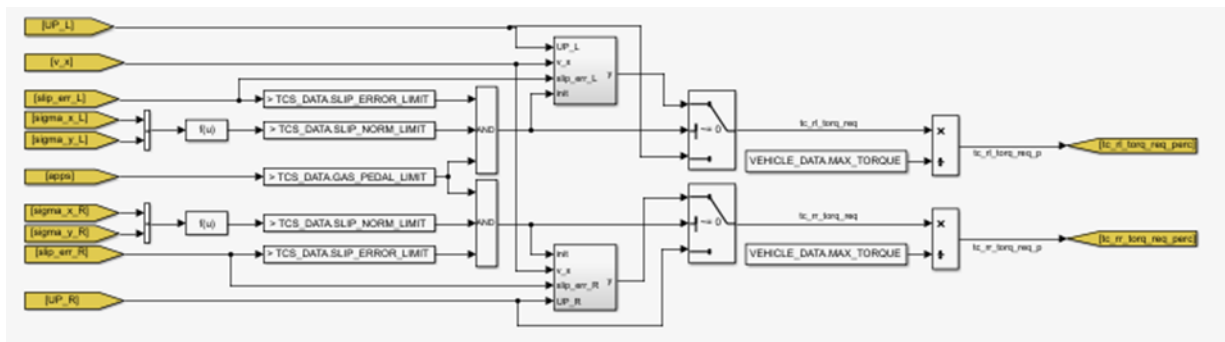 [UP_L]
[v_x]
[slip_err_L]
[sigma_x_L]
[sigma_y_L]
[apps]
[sigma_x_R]
[sigma_y_R]
[slip_err_R]
[UP_R]
f(u)
f(u)
> TCS_DATA.SLIP_ERROR_LIMIT
> TCS_DATA.SLIP_NORM_LIMIT
> TCS_DATA.GAS_PEDAL_LIMIT
> TCS_DATA.SLIP_NORM_LIMIT
> TCS_DATA.SLIP_ERROR_LIMIT
AND
AND
UP_L
v_x
slip_err_L
init
y
init
v_x
slip_err_R
UP_R
y
~= 0
~= 0
tc_rl_torq_req
VEHICLE_DATA.MAX_TORQUE
×
÷
tc_rl_torq_req_p
[tc_rl_torq_req_perc]
tc_rr_torq_req
VEHICLE_DATA.MAX_TORQUE
×
÷
tc_rr_torq_req_p
[tc_rr_torq_req_perc]